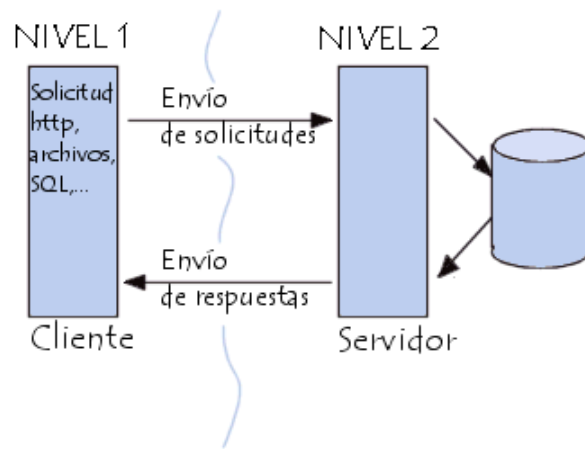 NIVEL 1
NIVEL 2
Solicitud
http,
archivos,
SQL,...
Envío
de solicitudes
Envío
de respuestas
Cliente
Servidor